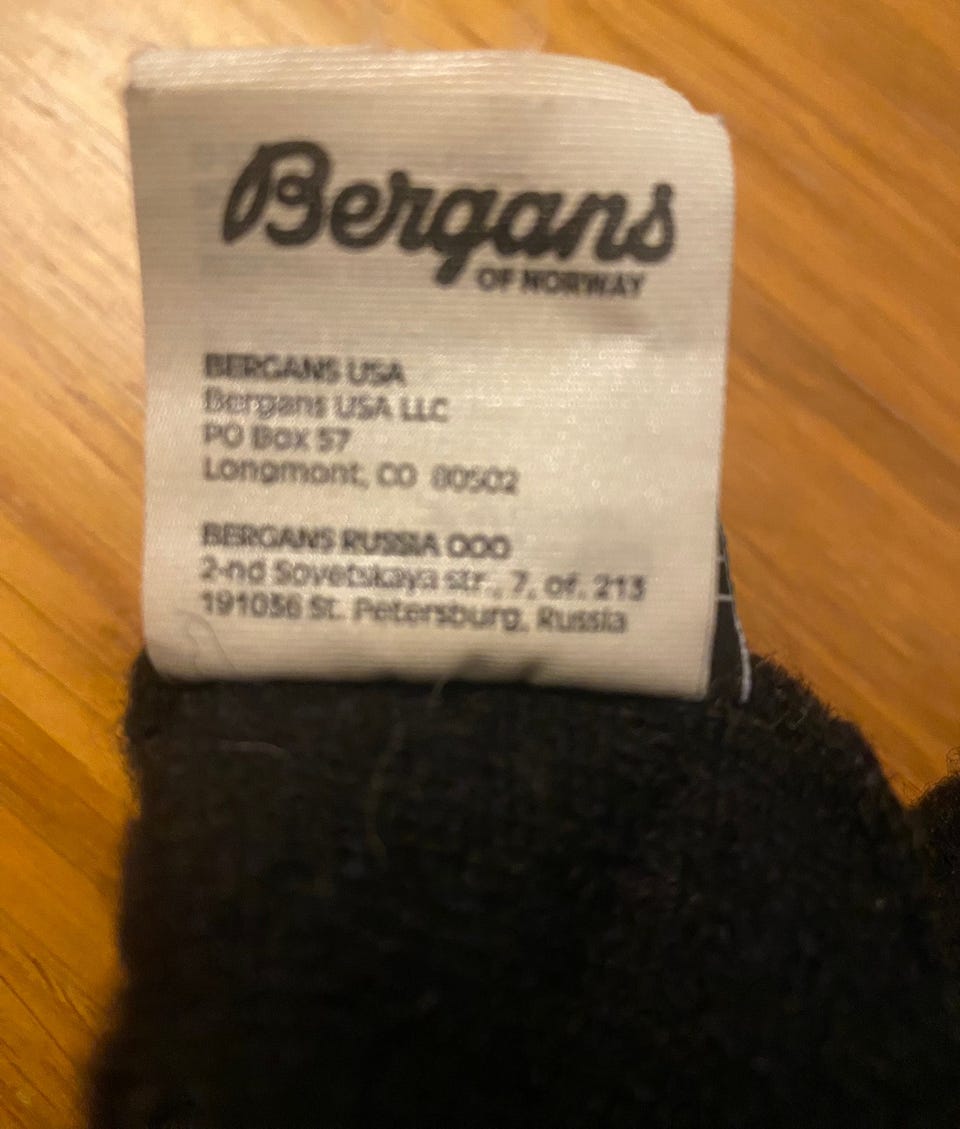 Bergans
OF NORWAY
BERGANS USA
Bergans USA LLC
PO Box 57
Longmont, CO 80502
BERGANS RUSSIA OOO
2-nd Sovetskaya str., 7, of. 213
191036 St. Petersburg, Russia